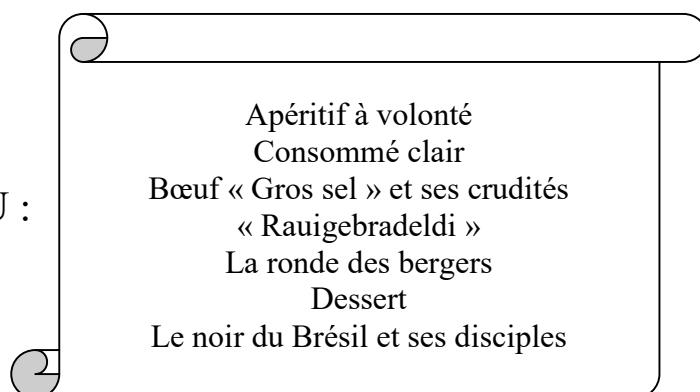 Apéritif à volonté
Consommé clair
Bœuf « Gros sel » et ses crudités
U :
« Rauigebradeldi »
La ronde des bergers
Dessert
Le noir du Brésil et ses disciples